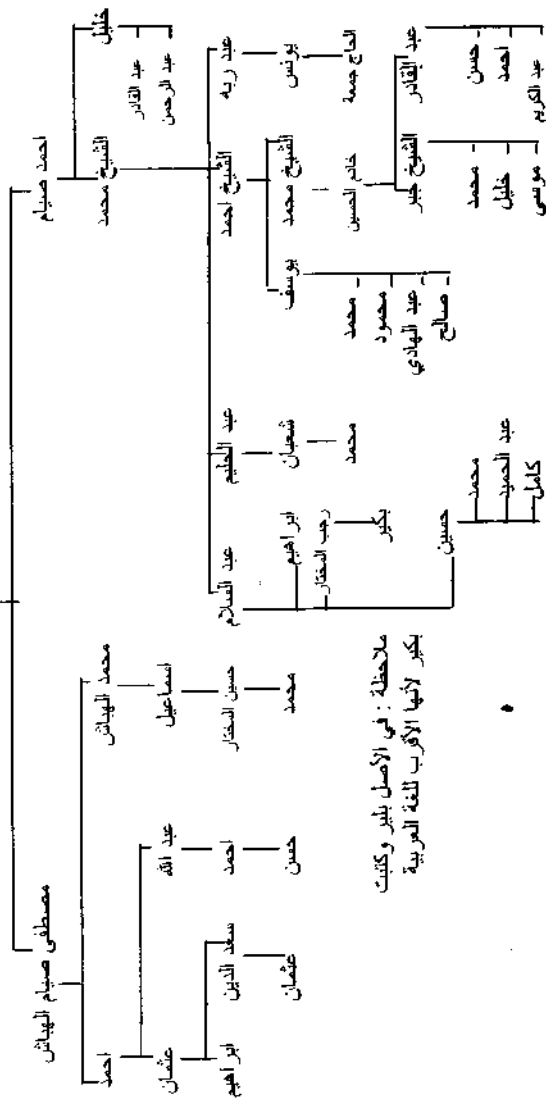 احمد صيام
مصطفى صيام الهباش
خليل
الشيخ محمد
عبد القادر
عبد الرحمن
محمد الهباش
احمد
عبد ربه
الشيخ احمد
عبد الحليم
عبد السلام
اسماعيل
عبد الله
عثمان
يونس
الشيخ محمد
يوسف
شعبان
ابراهيم
رجب المختار
حسين المختار
احمد
سعد الدين
ابراهيم
الحاج جمعة
خاتم الحسين
محمد
محمود
عبد الهادي
صالح
محمد
بكير
محمد
حسن
عثمان
عبد القادر
الشيخ جبر
حسين
حسن
احمد
عبد الكريم
محمد
خليل
موسى
محمد
عبد الحميد
كامل
ملاحظة : في الأصل بلير وكتبت
بكير لأنها الأقرب للغة العربية